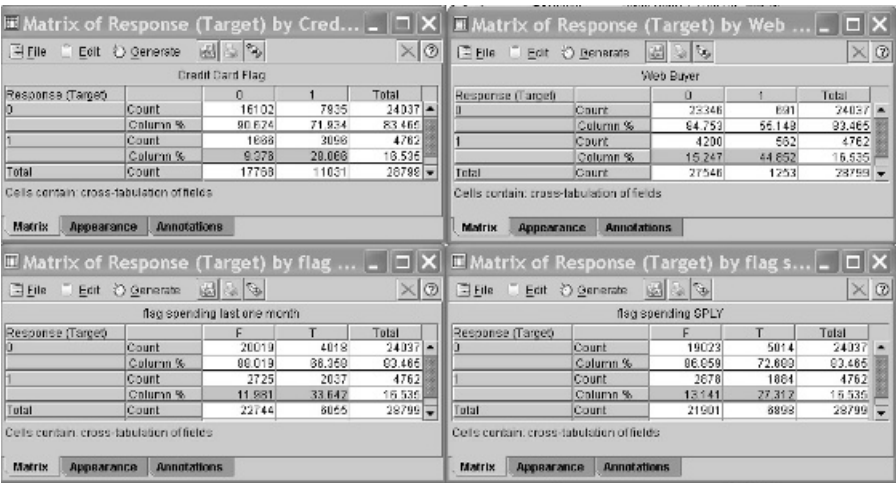 Matrix of Response (Target) by Cred...
File Edit Generate
Credit Card Flag
Response (Target) 0 1 Total
0 Count 16102 7935 24037
Column % 90.624 71.934 83.465
1 Count 1666 3096 4762
Column % 9.376 28.066 16.535
Total Count 17768 11031 28799
Cells contain: cross-tabulation of fields
Matrix Appearance Annotations
Matrix of Response (Target) by Web ...
File Edit Generate
Web Buyer
Response (Target) 0 1 Total
0 Count 23346 691 24037
Column % 84.753 55.148 83.465
1 Count 4200 562 4762
Column % 15.247 44.852 16.535
Total Count 27546 1253 28799
Cells contain: cross-tabulation of fields
Matrix Appearance Annotations
Matrix of Response (Target) by flag ...
File Edit Generate
flag spending last one month
Response (Target) F T Total
0 Count 20019 4018 24037
Column % 88.019 66.358 83.465
1 Count 2725 2037 4762
Column % 11.981 33.642 16.535
Total Count 22744 6055 28799
Cells contain: cross-tabulation of fields
Matrix Appearance Annotations
Matrix of Response (Target) by flag s...
File Edit Generate
flag spending SPLY
Response (Target) F T Total
0 Count 19023 5014 24037
Column % 86.859 72.688 83.465
1 Count 2878 1884 4762
Column % 13.141 27.312 16.535
Total Count 21901 6898 28799
Cells contain: cross-tabulation of fields
Matrix Appearance Annotations